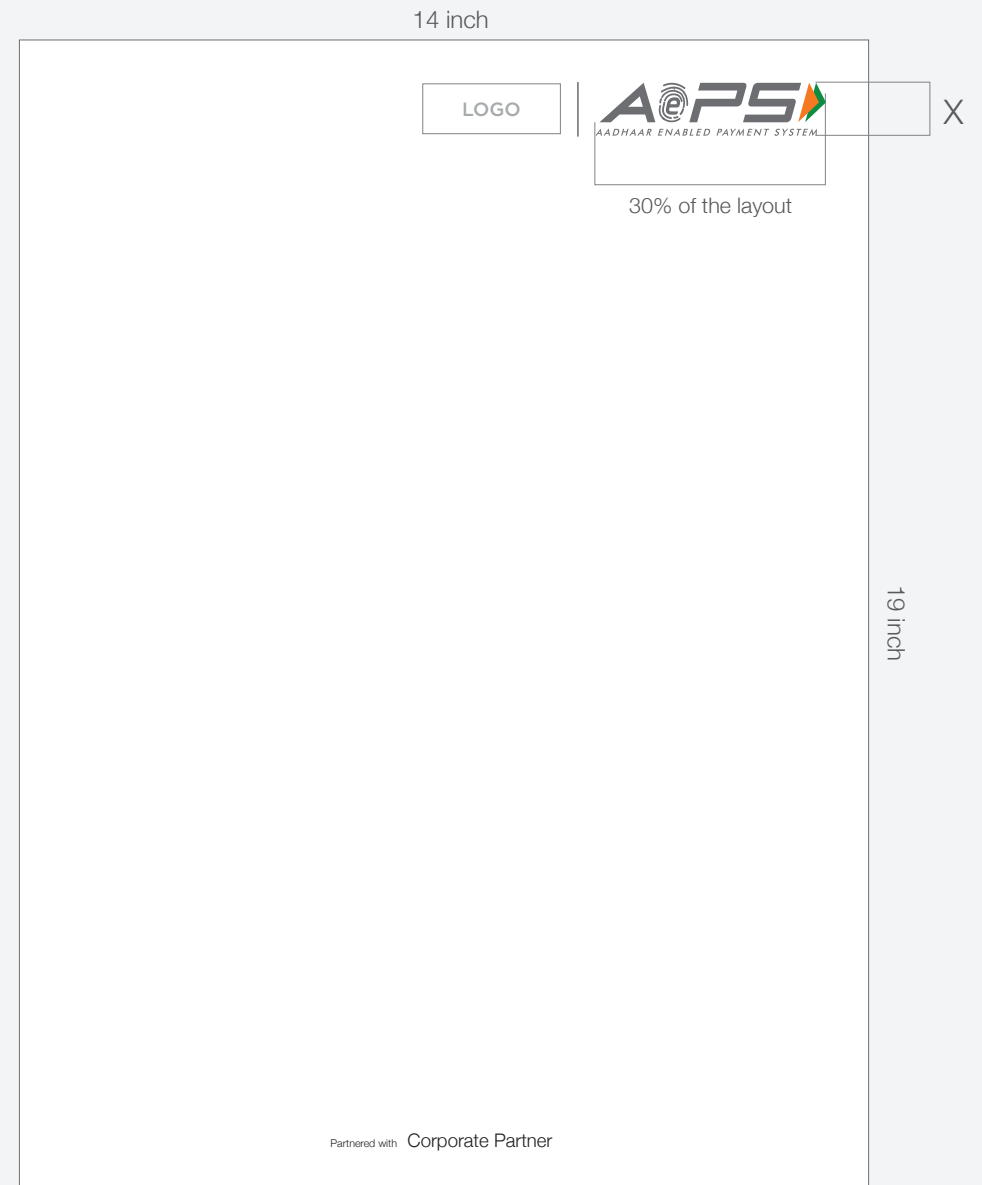 14 inch
LOGO
AePS
AADHAAR ENABLED PAYMENT SYSTEM
X
30% of the layout
19 inch
Partnered with Corporate Partner